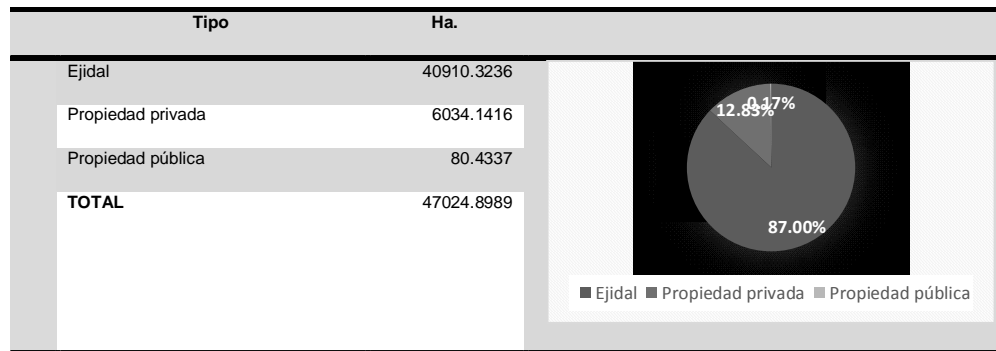 Tipo Ha.
Ejidal 40910.3236
Propiedad privada 6034.1416
Propiedad pública 80.4337
TOTAL 47024.8989
0.17%
12.83%
87.00%
Ejidal Propiedad privada Propiedad pública